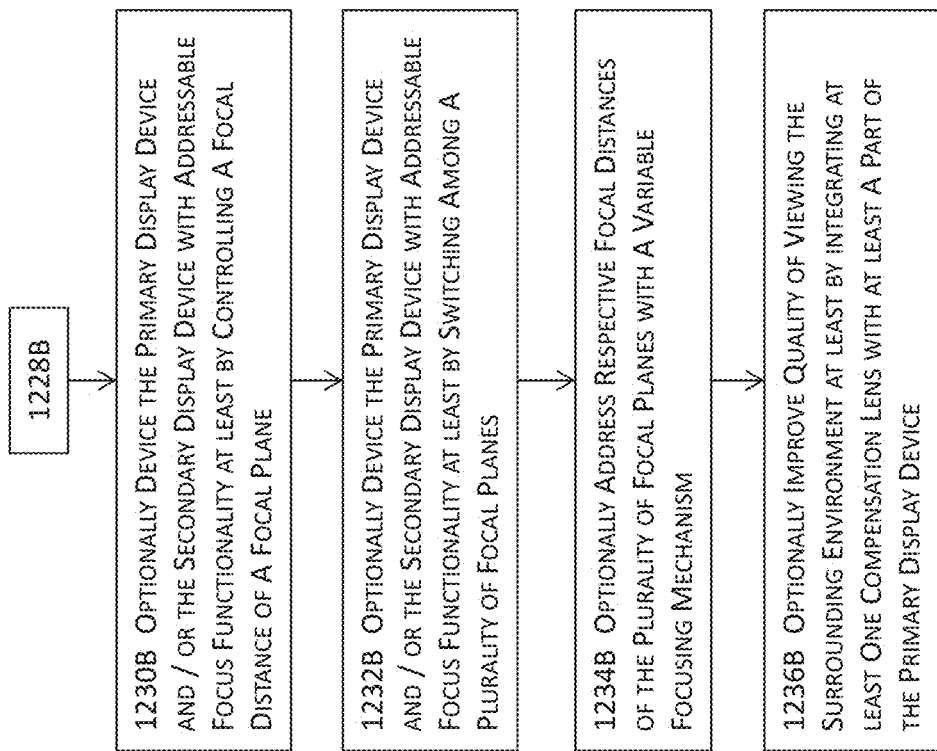 1228B
1230B OPTIONALLY DEVICE THE PRIMARY DISPLAY DEVICE
AND / OR THE SECONDARY DISPLAY DEVICE WITH ADDRESSABLE
FOCUS FUNCTIONALITY AT LEAST BY CONTROLLING A FOCAL
DISTANCE OF A FOCAL PLANE
1232B OPTIONALLY DEVICE THE PRIMARY DISPLAY DEVICE
AND / OR THE SECONDARY DISPLAY DEVICE WITH ADDRESSABLE
FOCUS FUNCTIONALITY AT LEAST BY SWITCHING AMONG A
PLURALITY OF FOCAL PLANES
1234B OPTIONALLY ADDRESS RESPECTIVE FOCAL DISTANCES
OF THE PLURALITY OF FOCAL PLANES WITH A VARIABLE
FOCUSING MECHANISM
1236B OPTIONALLY IMPROVE QUALITY OF VIEWING THE
SURROUNDING ENVIRONMENT AT LEAST BY INTEGRATING AT
LEAST ONE COMPENSATION LENS WITH AT LEAST A PART OF
THE PRIMARY DISPLAY DEVICE